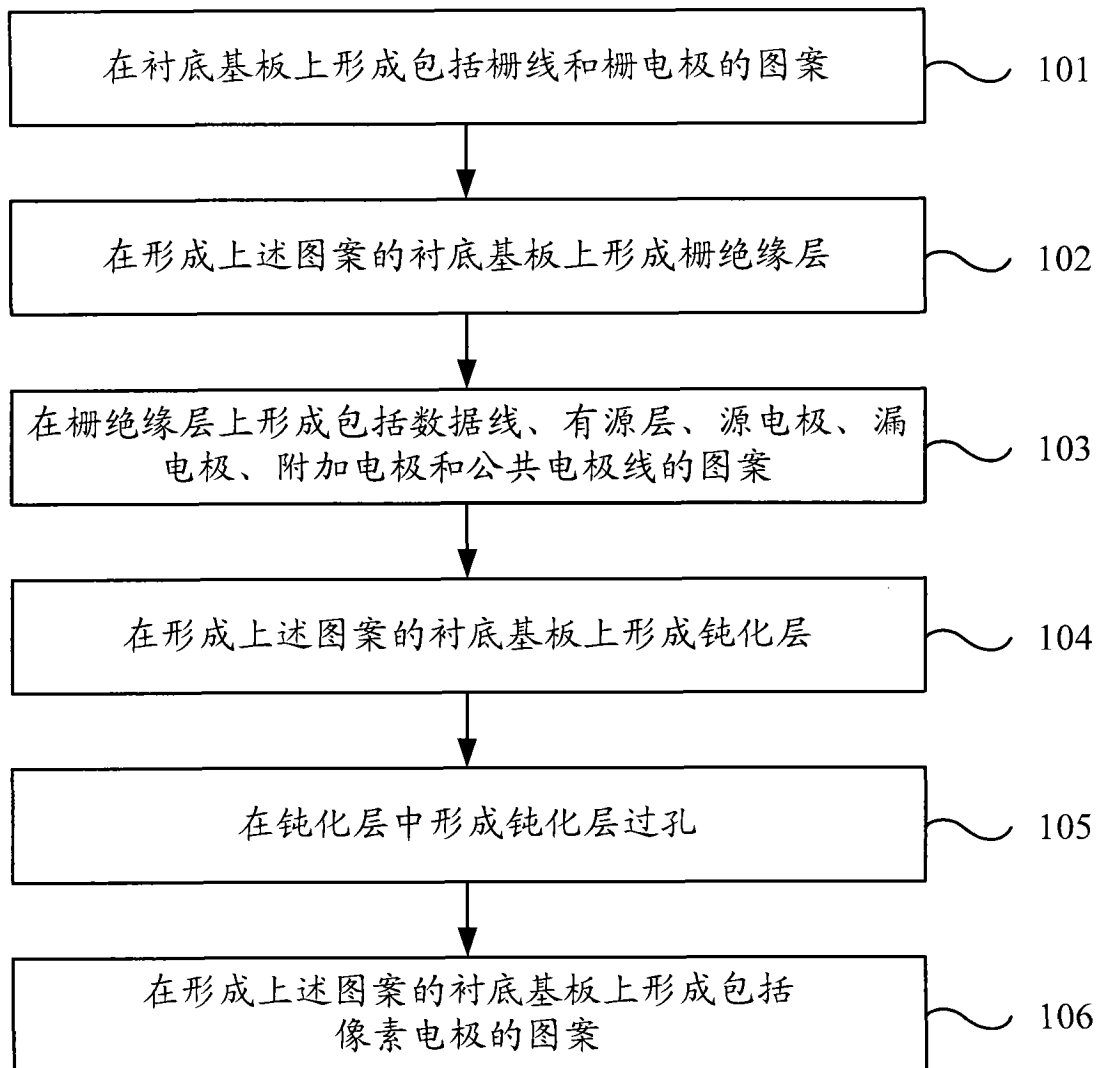 在衬底基板上形成包括栅线和栅电极的图案
101
在形成上述图案的衬底基板上形成栅绝缘层
102
在栅绝缘层上形成包括数据线、有源层、源电极、漏
电极、附加电极和公共电极线的图案
103
在形成上述图案的衬底基板上形成钝化层
104
在钝化层中形成钝化层过孔
105
在形成上述图案的衬底基板上形成包括
像素电极的图案
106